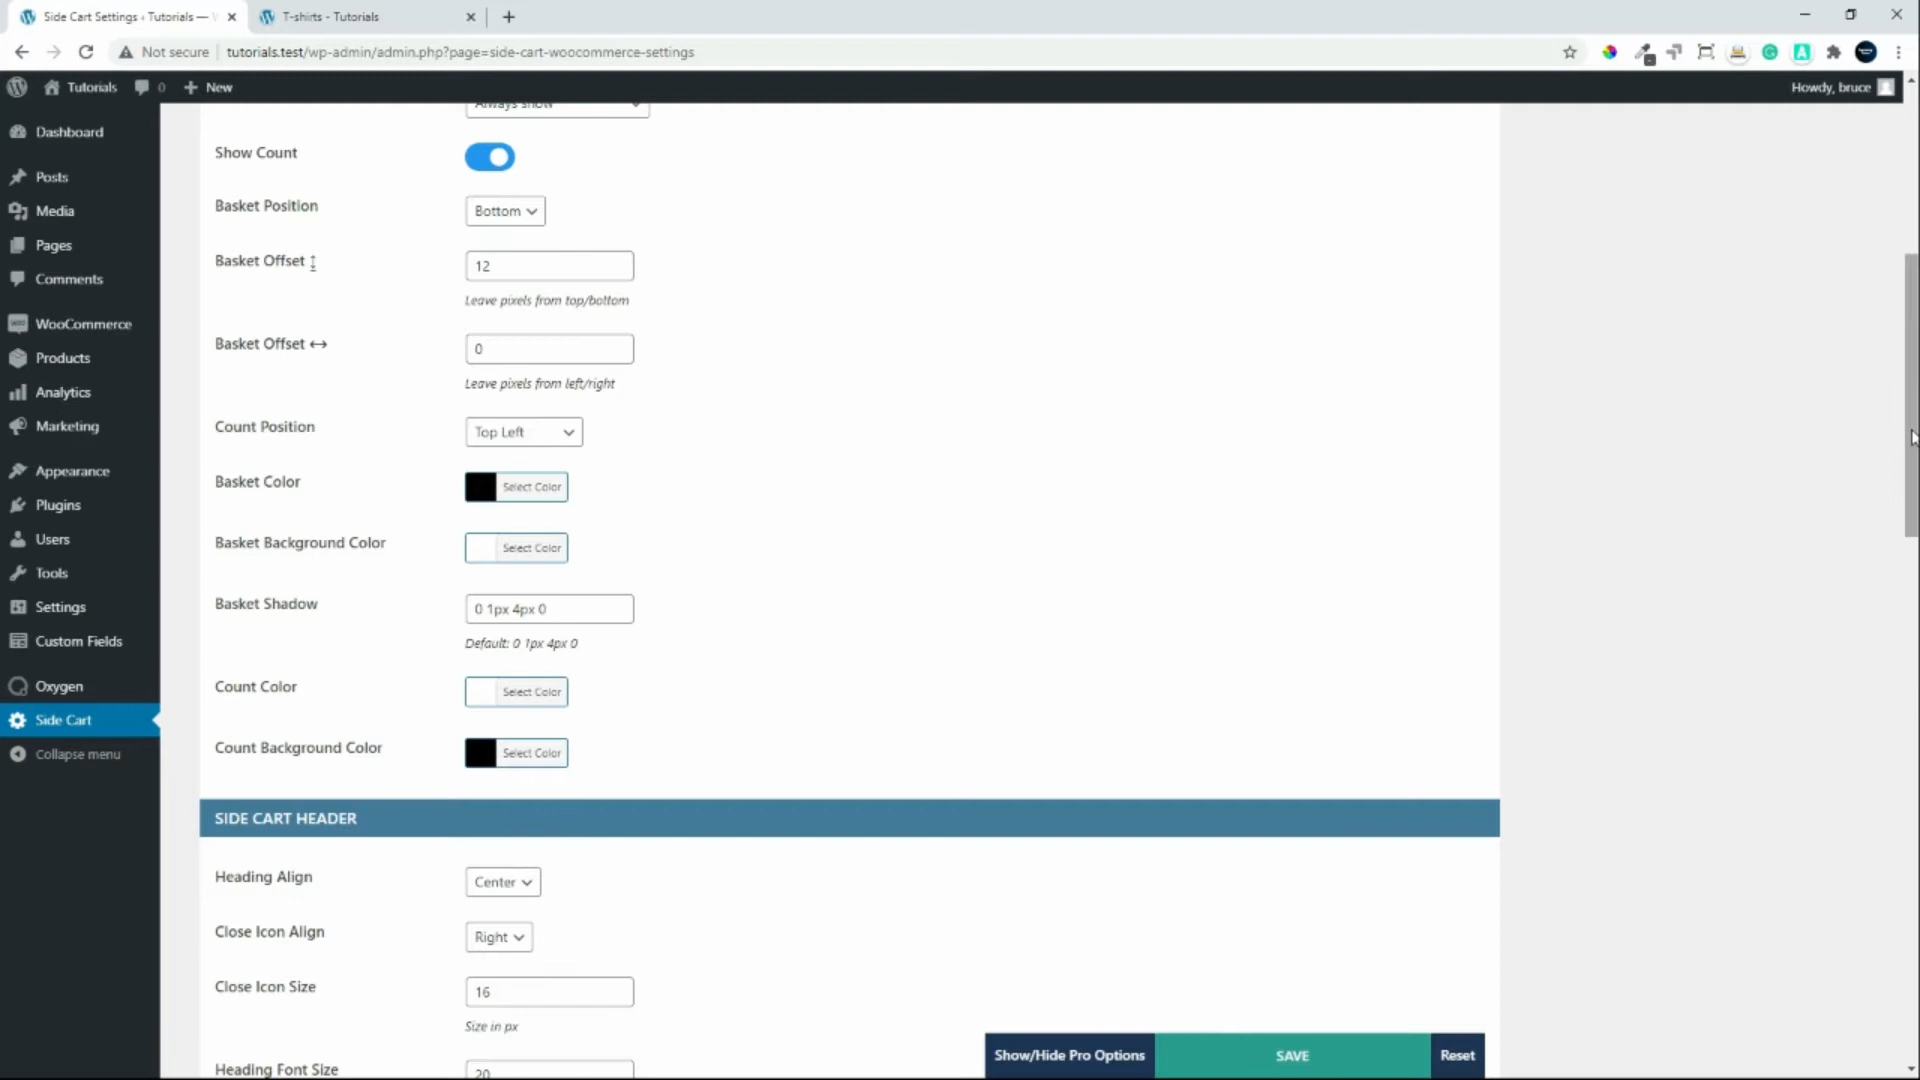 Side Cart Settings ‹ Tutorials — W
T-shirts - Tutorials
Not secure
tutorials.test/wp-admin/admin.php?page=side-cart-woocommerce-settings
Tutorials
0
New
Howdy, bruce
Dashboard
Posts
Media
Pages
Comments
WooCommerce
Products
Analytics
Marketing
Appearance
Plugins
Users
Tools
Settings
Custom Fields
Oxygen
Side Cart
Collapse menu
Always show
Show Count
Basket Position
Bottom
Basket Offset ↕
12
Leave pixels from top/bottom
Basket Offset ↔
0
Leave pixels from left/right
Count Position
Top Left
Basket Color
Select Color
Basket Background Color
Select Color
Basket Shadow
0 1px 4px 0
Default: 0 1px 4px 0
Count Color
Select Color
Count Background Color
Select Color
SIDE CART HEADER
Heading Align
Center
Close Icon Align
Right
Close Icon Size
16
Size in px
Heading Font Size
20
Show/Hide Pro Options
SAVE
Reset